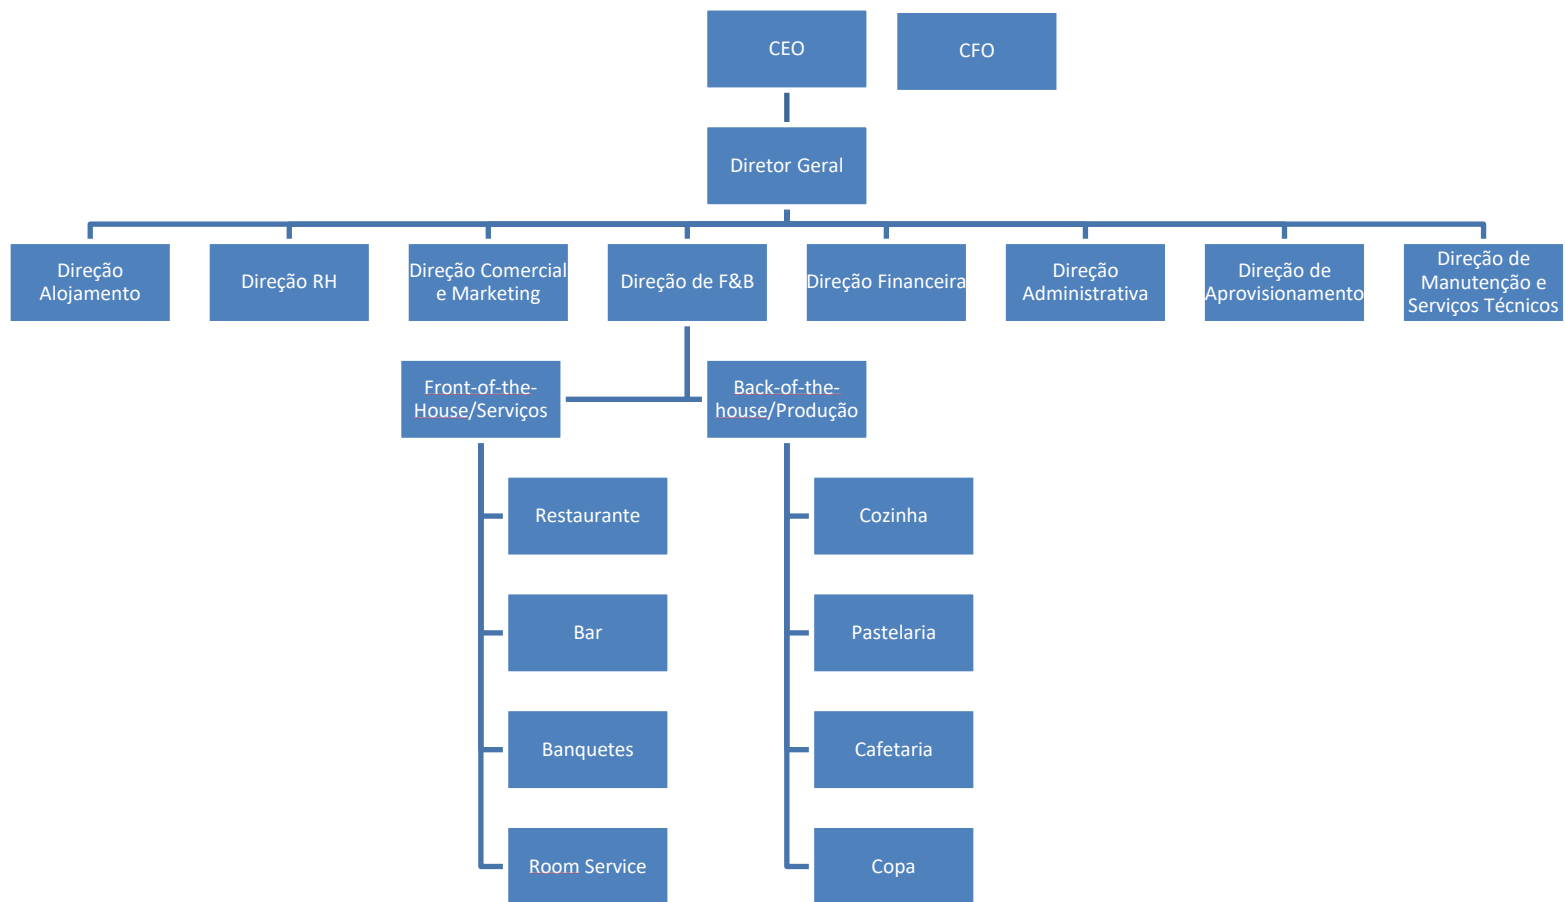 CEO
CFO
Diretor Geral
Direção
Alojamento
Direção RH
Direção Comercial
e Marketing
Direção de F&B
Direção Financeira
Direção
Administrativa
Direção de
Aprovisionamento
Direção de
Manutenção e
Serviços Técnicos
Front-of-the-
House/Serviços
Back-of-the-
house/Produção
Restaurante
Cozinha
Bar
Pastelaria
Banquetes
Cafetaria
Room Service
Copa